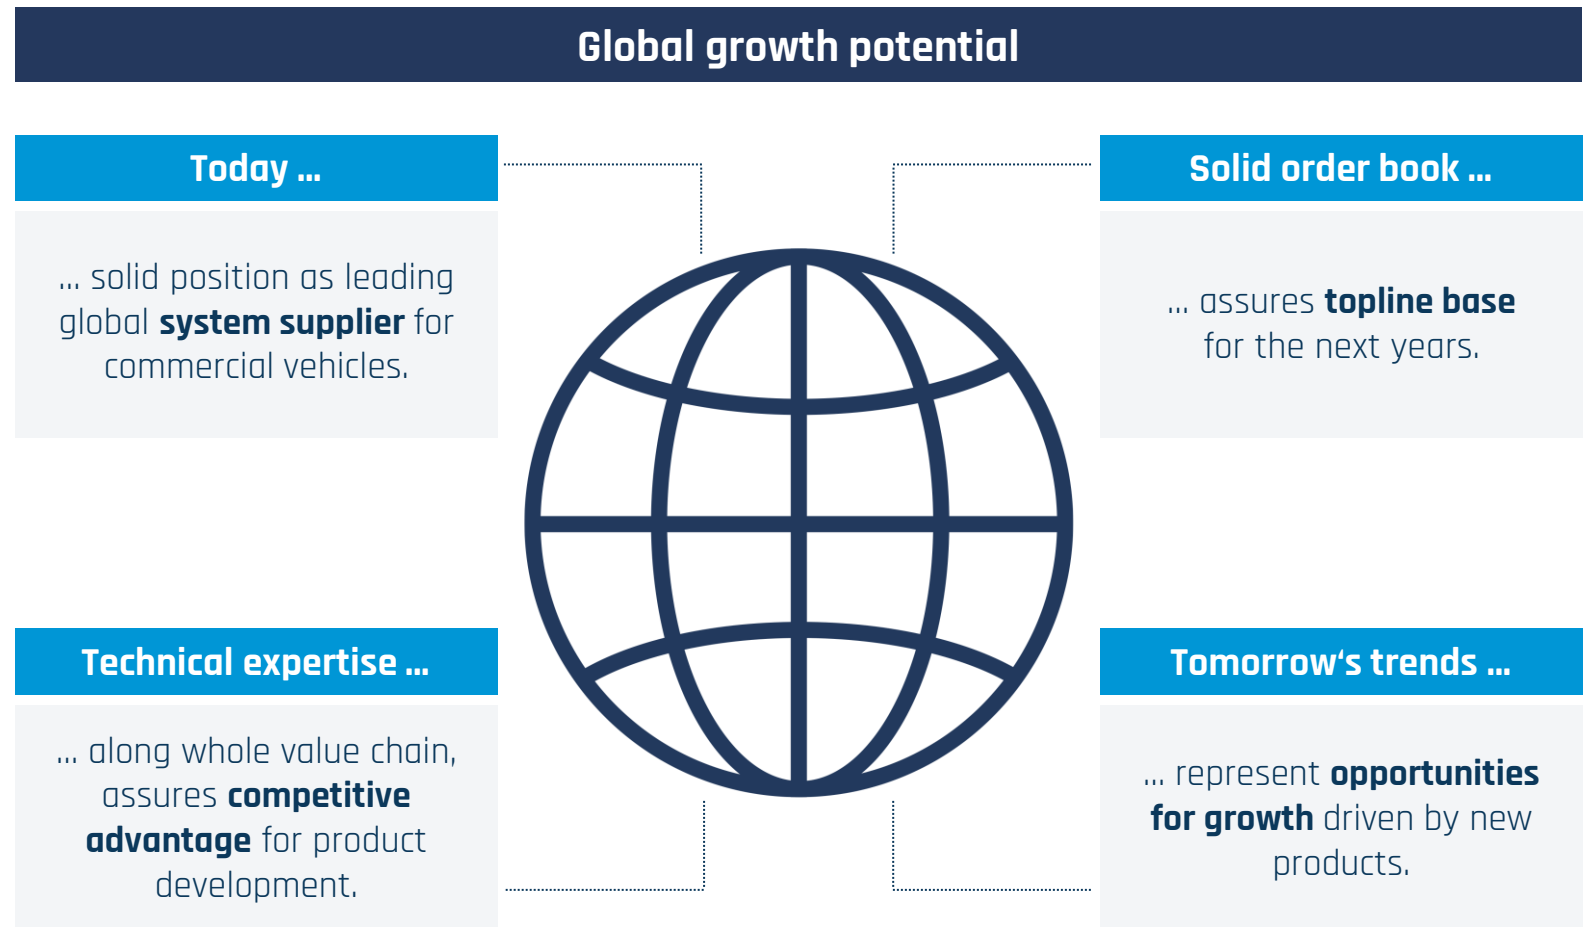 Global growth potential
Today ...
... solid position as leading
global system supplier for
commercial vehicles.
Solid order book ...
... assures topline base
for the next years.
Technical expertise ...
... along whole value chain,
assures competitive
advantage for product
development.
Tomorrow‘s trends ...
... represent opportunities
for growth driven by new
products.